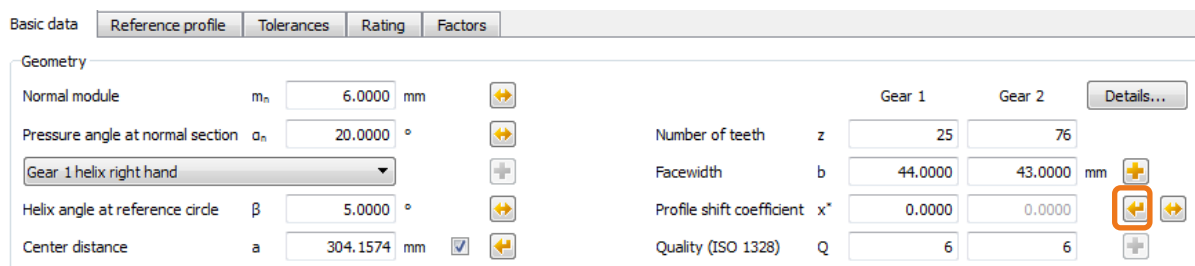 Basic data Reference profile Tolerances Rating Factors
Geometry
Normal module mₙ 6.0000 mm Gear 1 Gear 2 Details...
Pressure angle at normal section αₙ 20.0000 ° Number of teeth z 25 76
Gear 1 helix right hand Facewidth b 44.0000 43.0000 mm
Helix angle at reference circle β 5.0000 ° Profile shift coefficient x* 0.0000 0.0000
Center distance a 304.1574 mm Quality (ISO 1328) Q 6 6